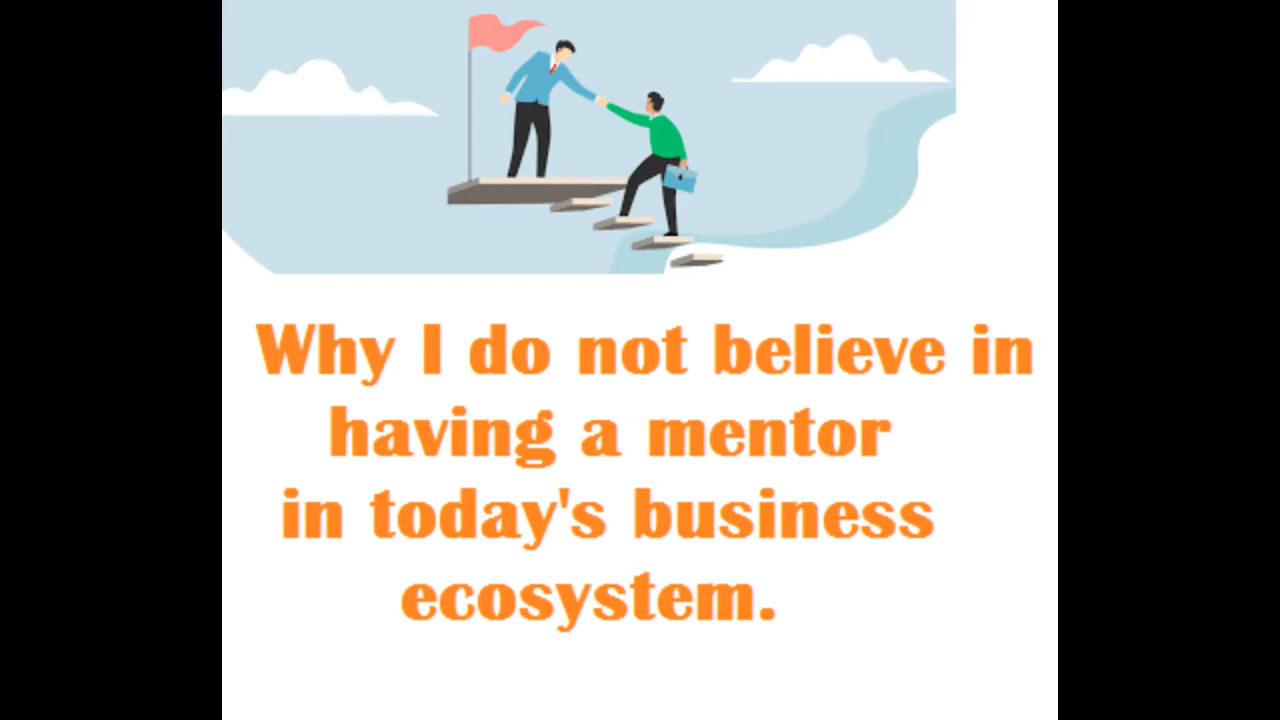 Why I do not believe in
having a mentor
in today's business
ecosystem.